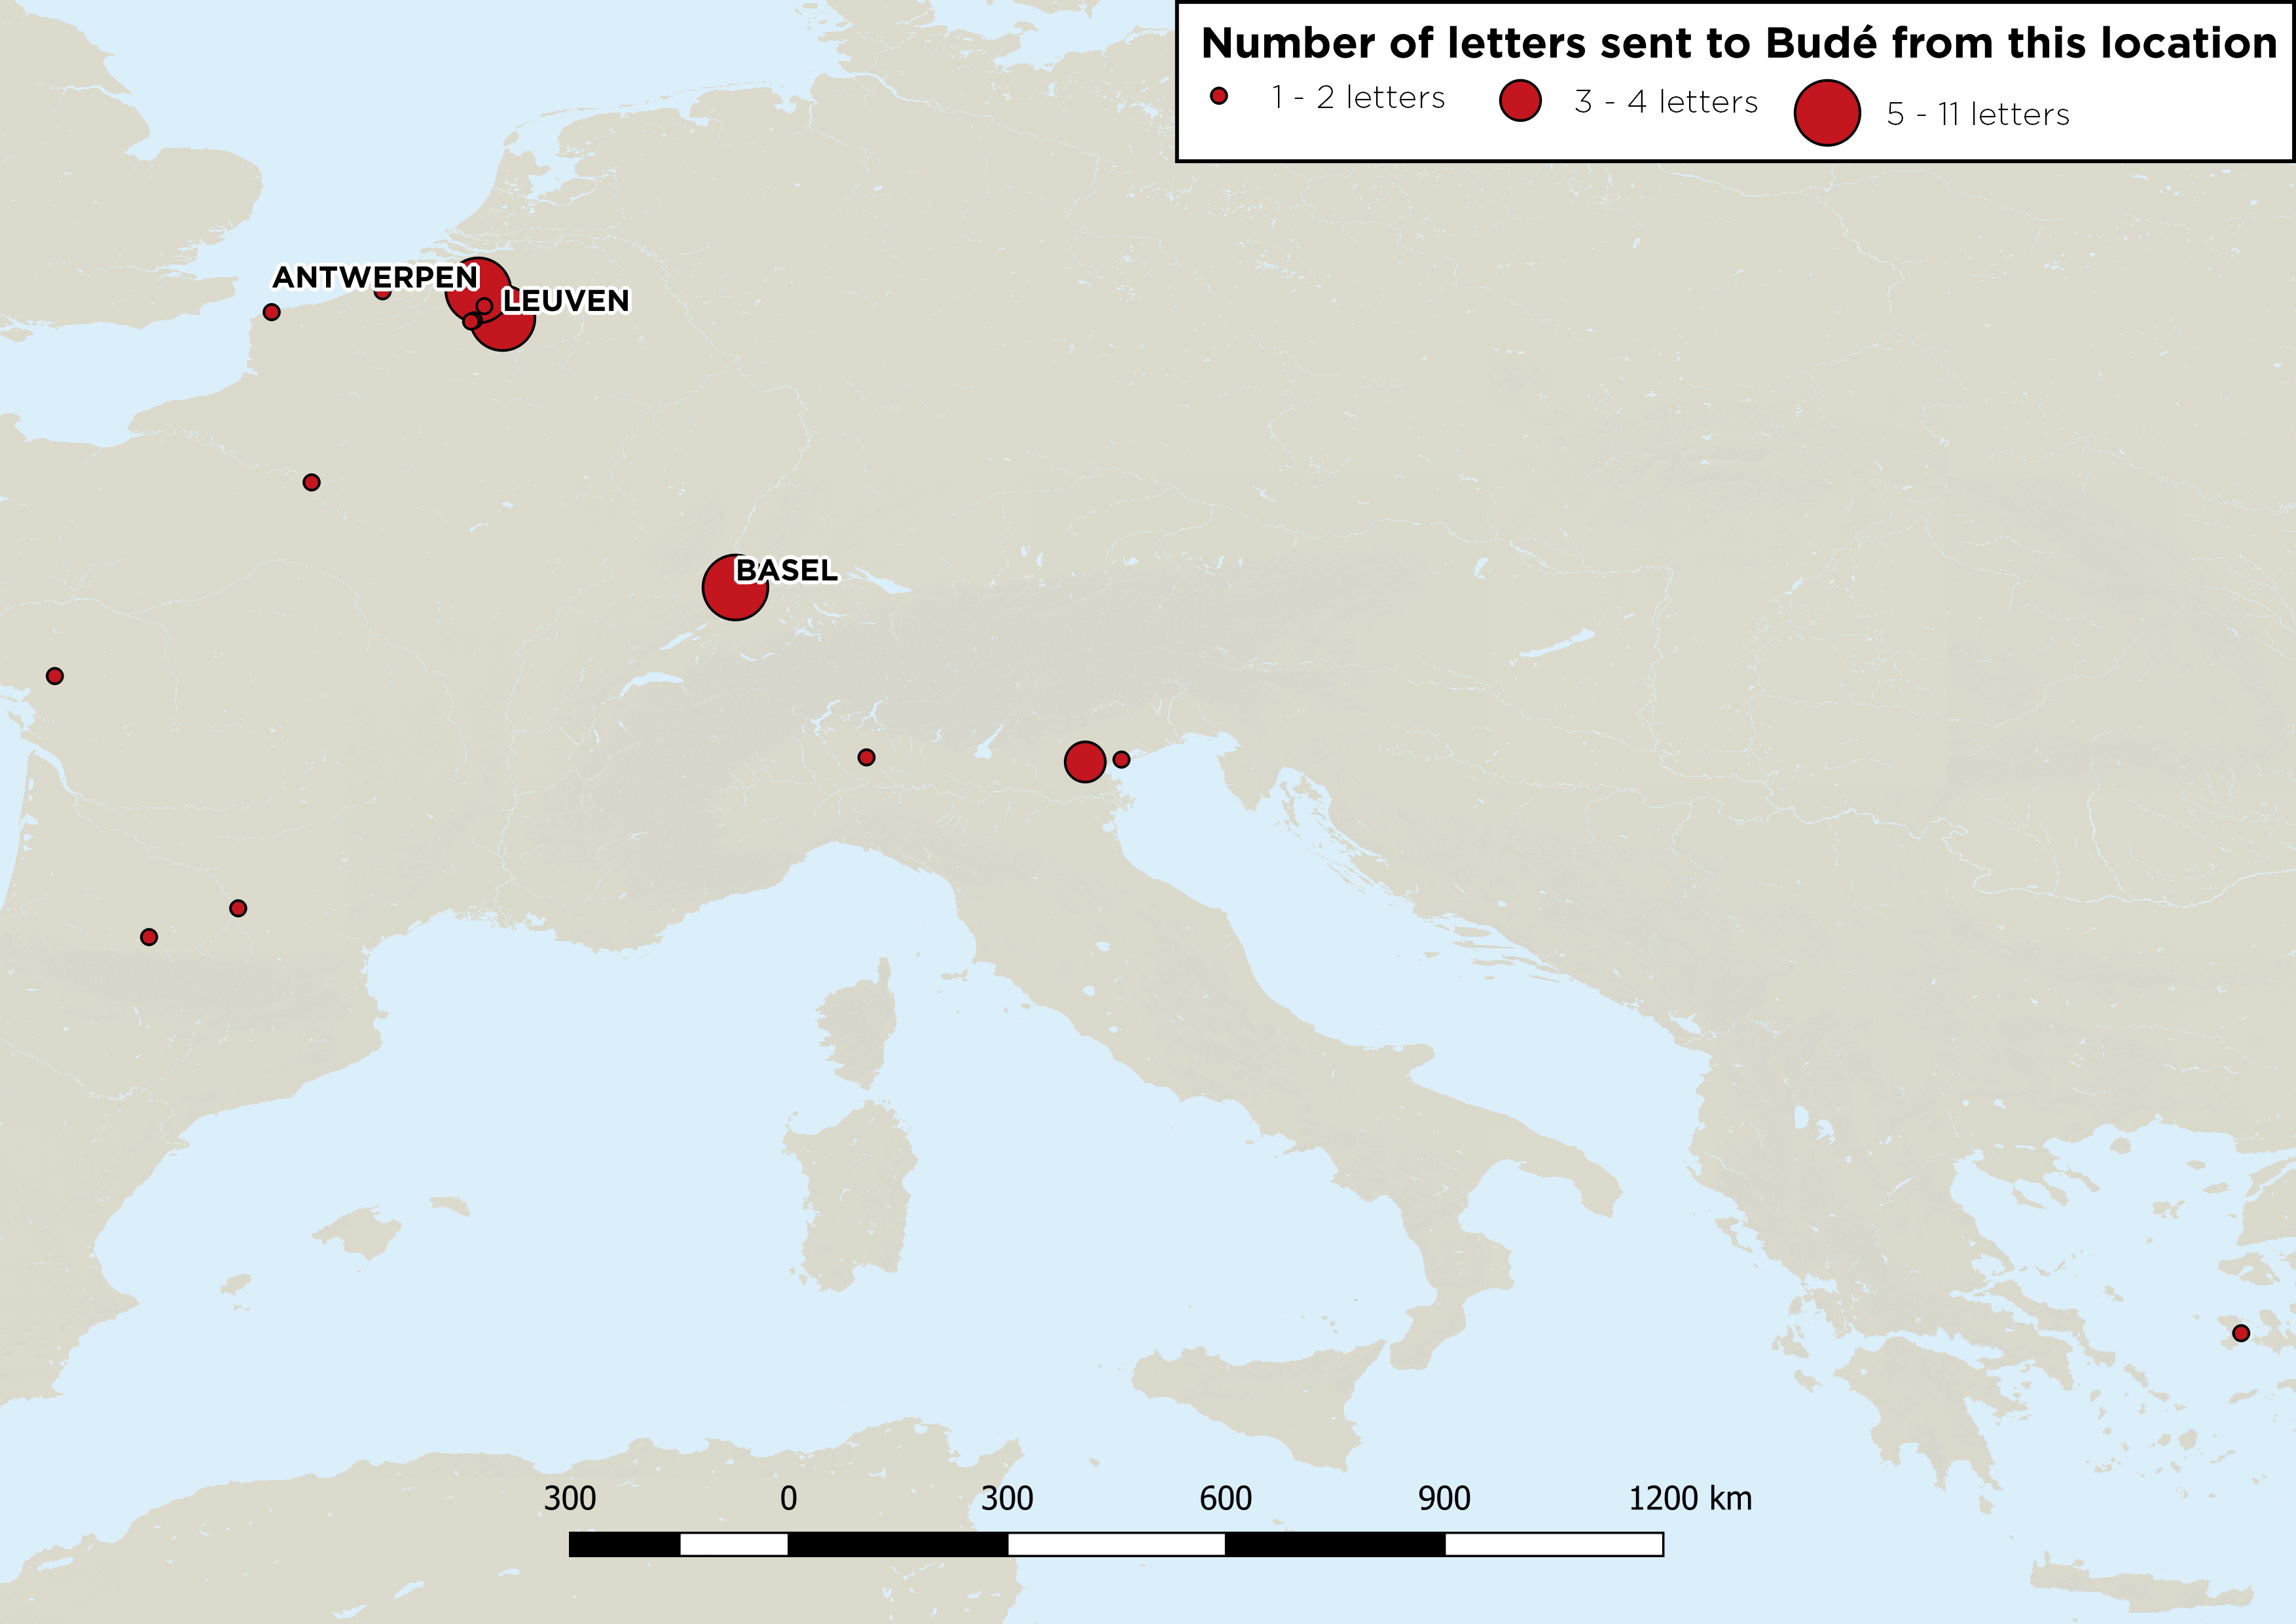 Number of letters sent to Budé from this location
1 - 2 letters 3 - 4 letters 5 - 11 letters
ANTWERPEN
LEUVEN
BASEL
300 0 300 600 900 1200 km